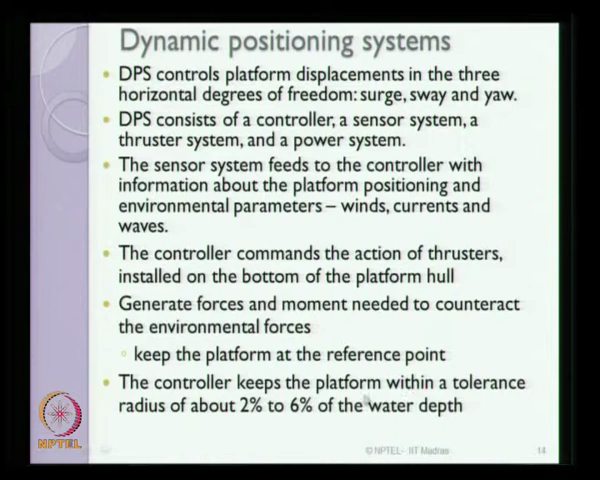 Dynamic positioning systems
DPS controls platform displacements in the three
horizontal degrees of freedom: surge, sway and yaw.
DPS consists of a controller, a sensor system, a
thruster system, and a power system.
The sensor system feeds to the controller with
information about the platform positioning and
environmental parameters – winds, currents and
waves.
The controller commands the action of thrusters,
installed on the bottom of the platform hull
Generate forces and moment needed to counteract
the environmental forces
keep the platform at the reference point
The controller keeps the platform within a tolerance
radius of about 2% to 6% of the water depth
NPTEL
© NPTEL- IIT Madras
14